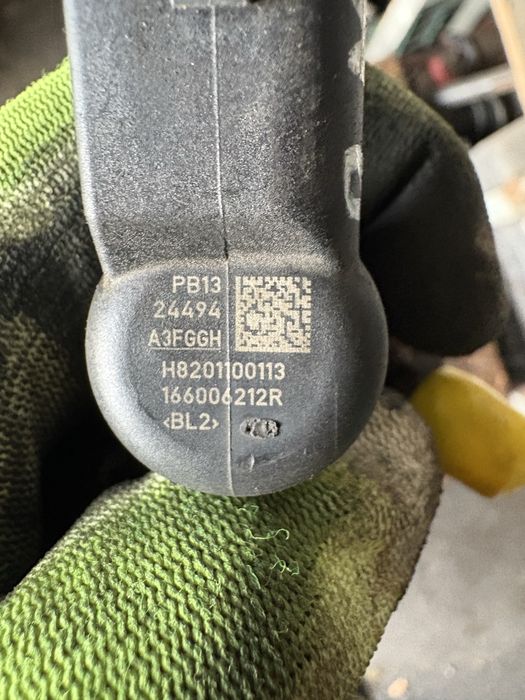 PB13
24494
A3FGGH
H8201100113
166006212R
<BL2>